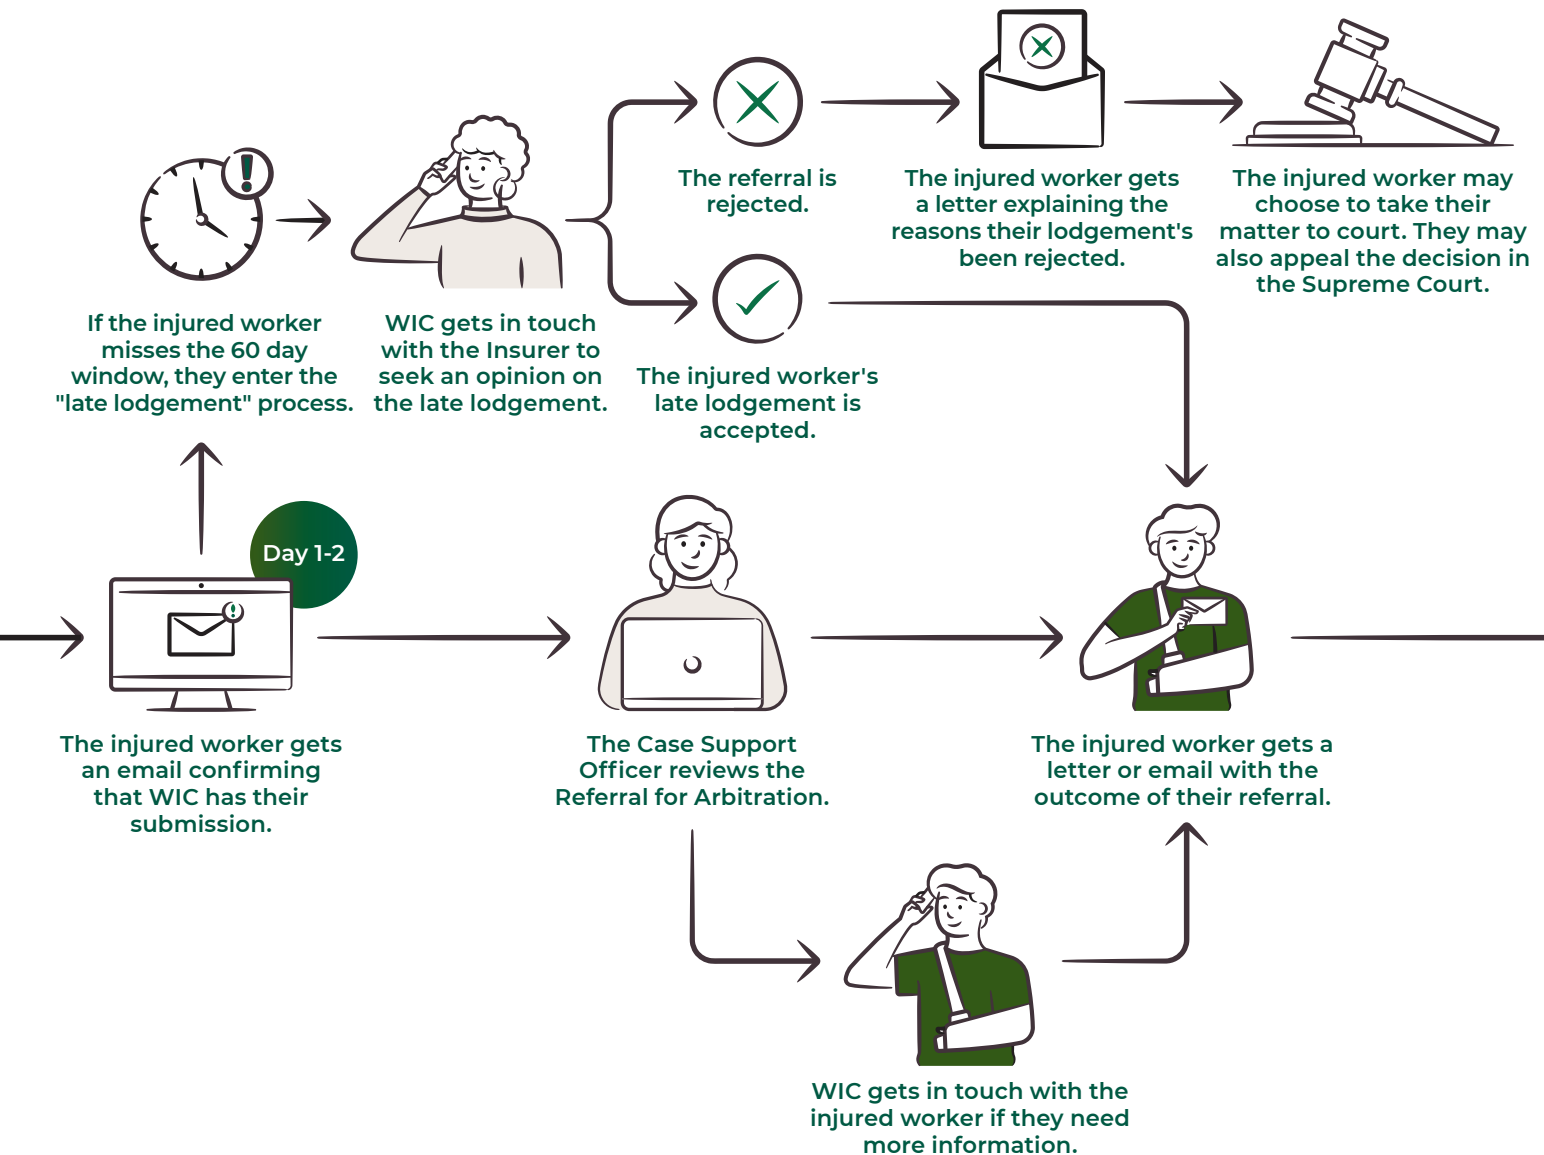 The referral is
rejected.
The injured worker gets
a letter explaining the
reasons their lodgement's
been rejected.
The injured worker may
choose to take their
matter to court. They may
also appeal the decision in
the Supreme Court.
If the injured worker
misses the 60 day
window, they enter the
"late lodgement" process.
WIC gets in touch
with the Insurer to
seek an opinion on
the late lodgement.
The injured worker's
late lodgement is
accepted.
Day 1-2
The injured worker gets
an email confirming
that WIC has their
submission.
The Case Support
Officer reviews the
Referral for Arbitration.
The injured worker gets a
letter or email with the
outcome of their referral.
WIC gets in touch with the
injured worker if they need
more information.